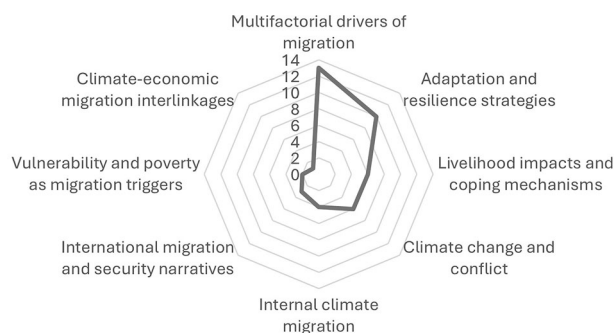 Multifactorial drivers of
migration
14
12
10
8
6
4
2
0
Adaptation and
resilience strategies
Livelihood impacts and
coping mechanisms
Climate change and
conflict
Internal climate
migration
International migration
and security narratives
Vulnerability and poverty
as migration triggers
Climate-economic
migration interlinkages